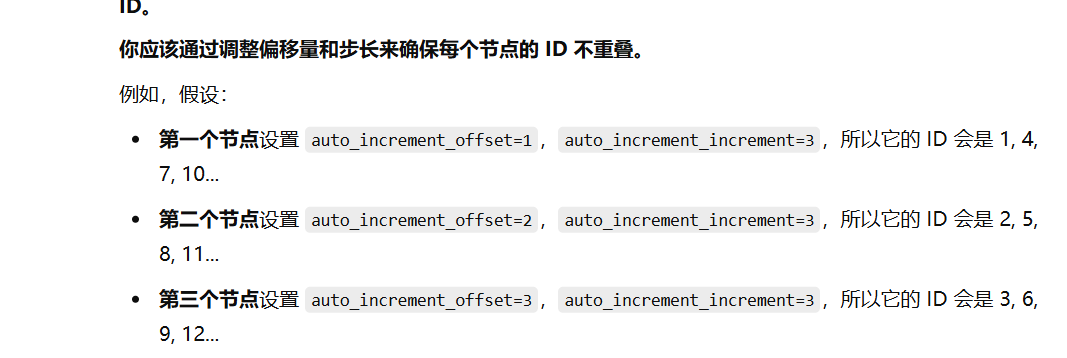 ID。
你应该通过调整偏移量和步长来确保每个节点的 ID 不重叠。
例如，假设：
• 第一个节点设置 auto_increment_offset=1，auto_increment_increment=3，所以它的 ID 会是 1, 4,
7, 10...
• 第二个节点设置 auto_increment_offset=2，auto_increment_increment=3，所以它的 ID 会是 2, 5,
8, 11...
• 第三个节点设置 auto_increment_offset=3，auto_increment_increment=3，所以它的 ID 会是 3, 6,
9, 12...